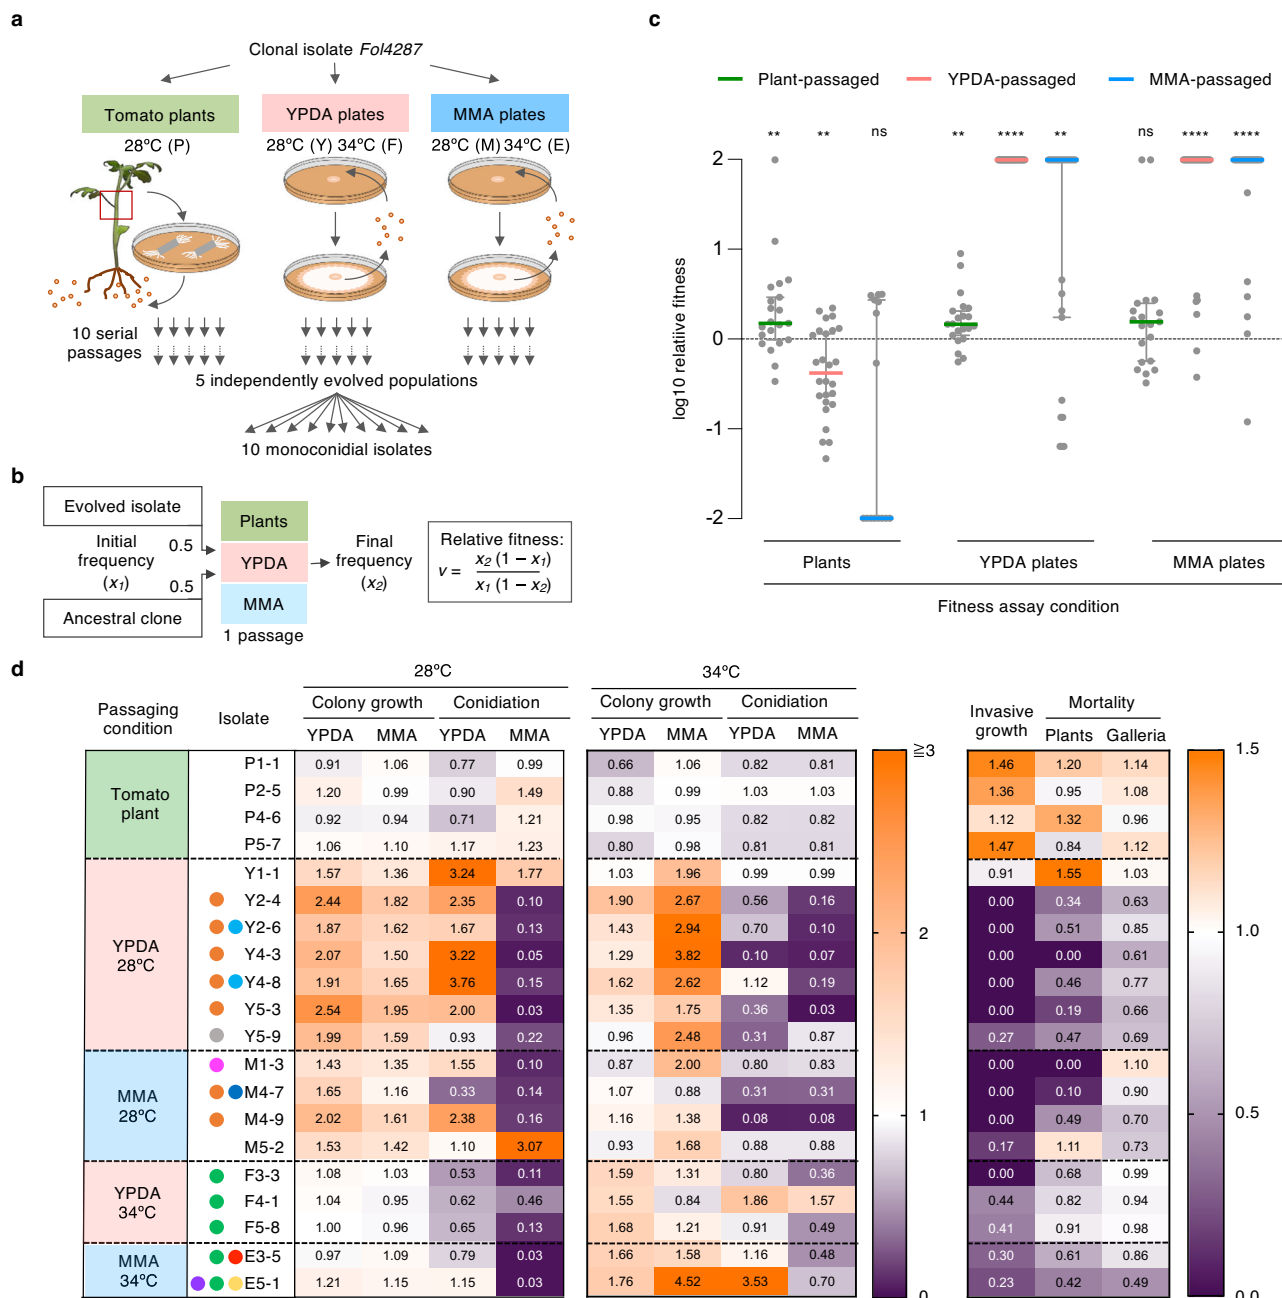 a
Clonal isolate Fol4287
Tomato plants
YPDA plates
MMA plates
28ºC (P)
28ºC (Y) 34ºC (F)
28ºC (M) 34ºC (E)
10 serial
passages
5 independently evolved populations
10 monoconidial isolates
b
Evolved isolate
Initial
frequency
(x1)
0.5
0.5
Ancestral clone
Plants
YPDA
MMA
1 passage
Final
frequency
(x2)
Relative fitness:
v = x2 (1 − x1)
x1 (1 − x2)
c
Plant-passaged
YPDA-passaged
MMA-passaged
** ** ns ** **** ** ns **** ****
log10 relative fitness
2
1
0
-1
-2
Plants
YPDA plates
MMA plates
Fitness assay condition
d
28ºC
34ºC
Passaging
condition
Isolate
Colony growth
Conidiation
Colony growth
Conidiation
Invasive
growth
Mortality
YPDA MMA YPDA MMA
YPDA MMA YPDA MMA
Plants Galleria
Tomato
plant
P1-1 0.91 1.06 0.77 0.99 0.66 1.06 0.82 0.81 1.46 1.20 1.14
P2-5 1.20 0.99 0.90 1.49 0.88 0.99 1.03 1.03 1.36 0.95 1.08
P4-6 0.92 0.94 0.71 1.21 0.98 0.95 0.82 0.82 1.12 1.32 0.96
P5-7 1.06 1.10 1.17 1.23 0.80 0.98 0.81 0.81 1.47 0.84 1.12
YPDA
28ºC
Y1-1 1.57 1.36 3.24 1.77 1.03 1.96 0.99 0.99 0.91 1.55 1.03
Y2-4 2.44 1.82 2.35 0.10 1.90 2.67 0.56 0.16 0.00 0.34 0.63
Y2-6 1.87 1.62 1.67 0.13 1.43 2.94 0.70 0.10 0.00 0.51 0.85
Y4-3 2.07 1.50 3.22 0.05 1.29 3.82 0.10 0.07 0.00 0.00 0.61
Y4-8 1.91 1.65 3.76 0.15 1.62 2.62 1.12 0.19 0.00 0.46 0.77
Y5-3 2.54 1.95 2.00 0.03 1.35 1.75 0.36 0.03 0.00 0.19 0.66
Y5-9 1.99 1.59 0.93 0.22 0.96 2.48 0.31 0.87 0.27 0.47 0.69
MMA
28ºC
M1-3 1.43 1.35 1.55 0.10 0.87 2.00 0.80 0.83 0.00 0.00 1.10
M4-7 1.65 1.16 0.33 0.14 1.07 0.88 0.31 0.31 0.00 0.10 0.90
M4-9 2.02 1.61 2.38 0.16 1.16 1.38 0.08 0.08 0.00 0.49 0.70
M5-2 1.53 1.42 1.10 3.07 0.93 1.68 0.88 0.88 0.17 1.11 0.73
YPDA
34ºC
F3-3 1.08 1.03 0.53 0.11 1.59 1.31 0.80 0.36 0.00 0.68 0.99
F4-1 1.04 0.95 0.62 0.46 1.55 0.84 1.86 1.57 0.44 0.82 0.94
F5-8 1.00 0.96 0.65 0.13 1.68 1.21 0.91 0.49 0.41 0.91 0.98
MMA
34ºC
E3-5 0.97 1.09 0.79 0.03 1.66 1.58 1.16 0.48 0.30 0.61 0.86
E5-1 1.21 1.15 1.15 0.03 1.76 4.52 3.53 0.70 0.23 0.42 0.49
≧3
2
1
0
1.5
1.0
0.5
0.0